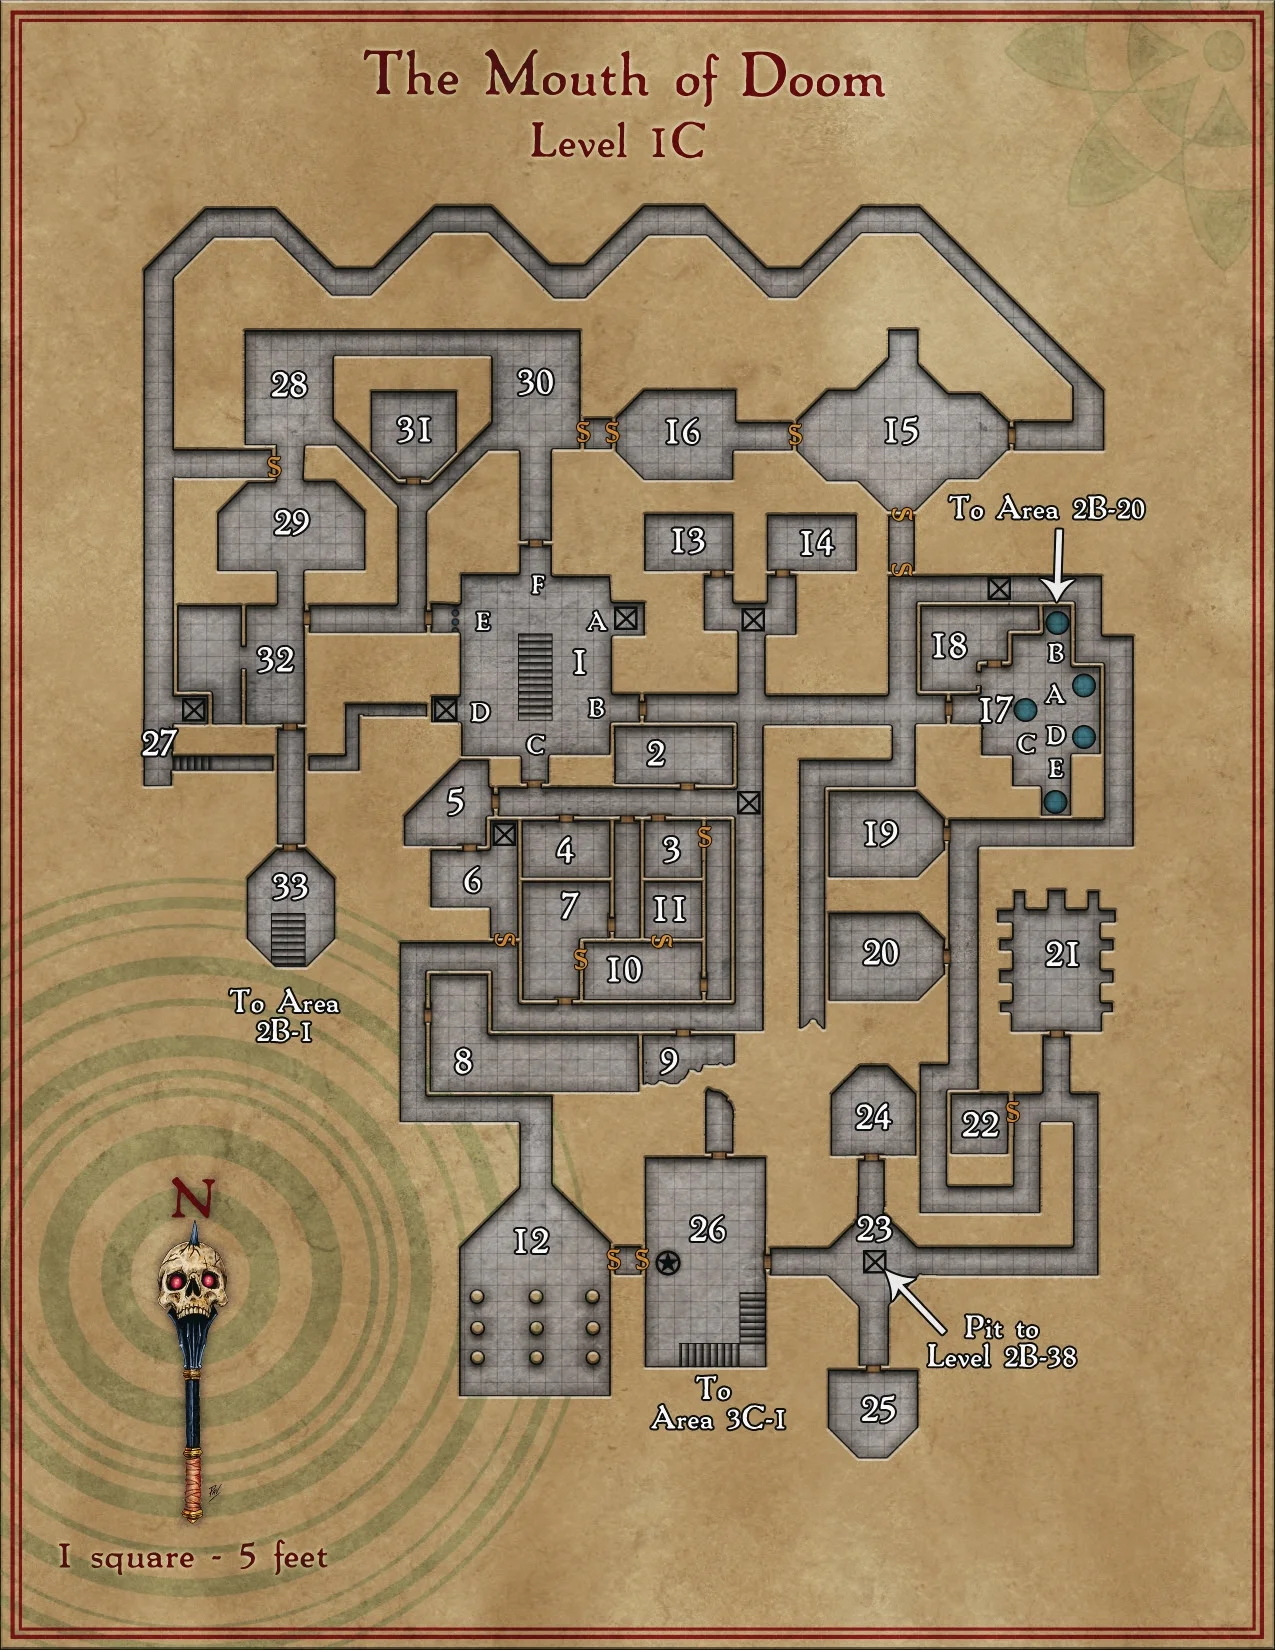 The Mouth of Doom
Level 1C
28
30
31
16
15
S
S
S
S
29
To Area 2B-20
S
13
14
S
F
E
A
18
B
32
1
A
D
B
17
C
D
27
C
2
E
5
19
4
3
S
6
33
7
11
20
21
S
S
S
10
To Area
2B-1
8
9
24
22
S
N
12
26
23
S
S
Pit to
Level 2B-38
To
Area 3C-1
25
1 square - 5 feet